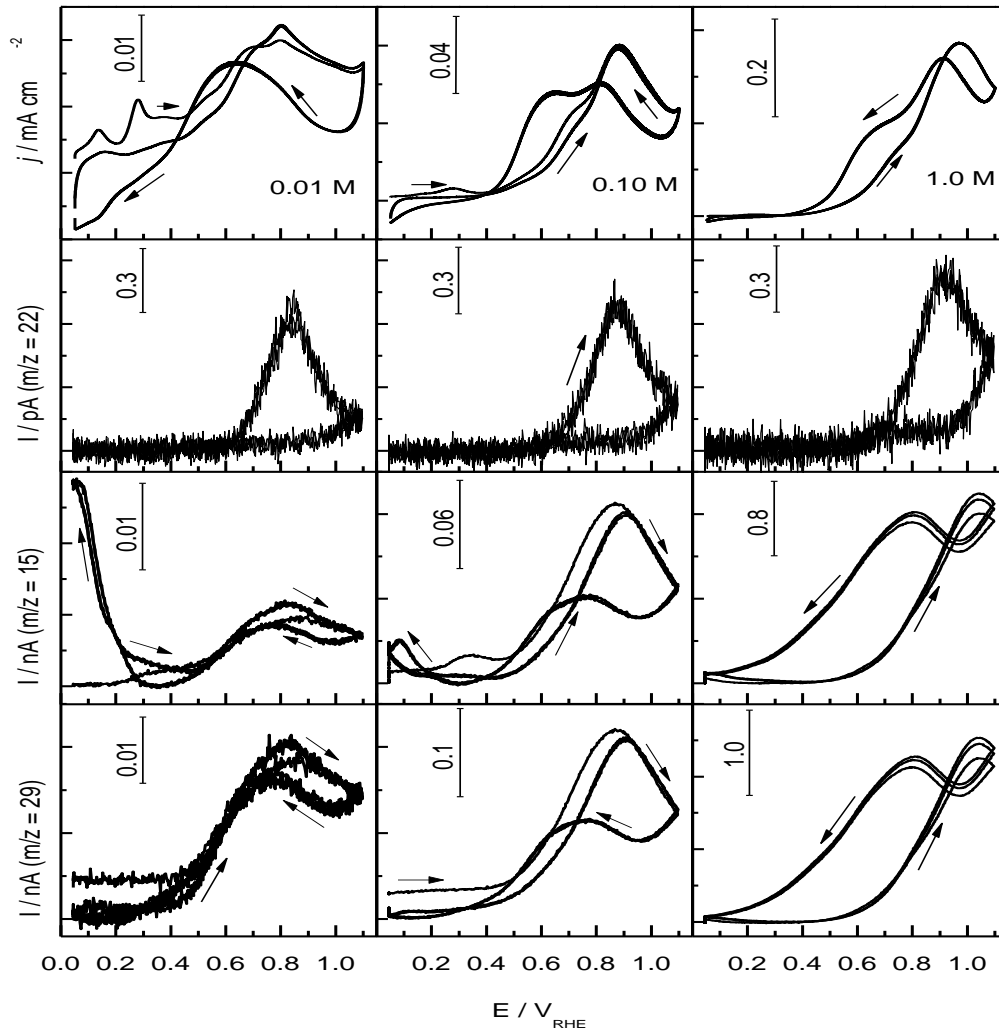 j / mA cm -2
0.01
0.04
0.2
0.01 M
0.10 M
1.0 M
I / pA (m/z = 22)
0.3
0.3
0.3
I / nA (m/z = 15)
0.01
0.06
0.8
I / nA (m/z = 29)
0.01
0.1
1.0
0.0 0.2 0.4 0.6 0.8 1.0 0.2 0.4 0.6 0.8 1.0 0.2 0.4 0.6 0.8 1.0
E / VRHE